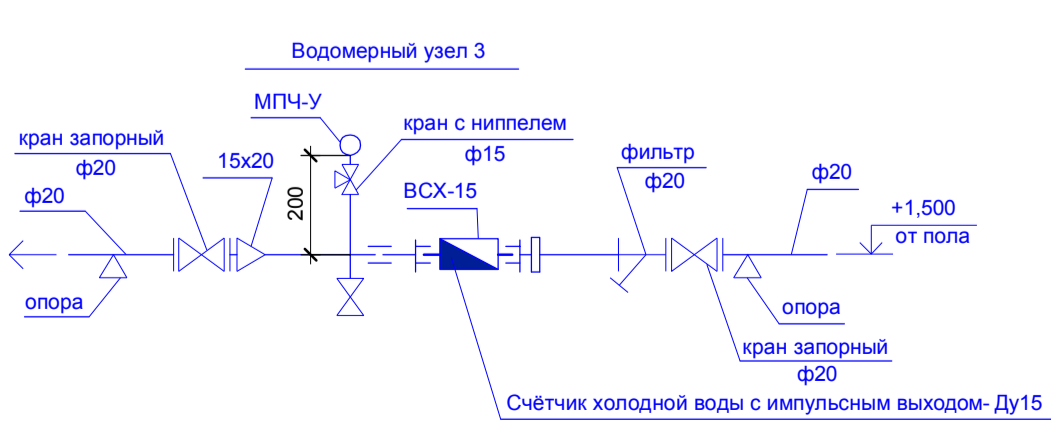 Водомерный узел 3
МПЧ-У
кран с ниппелем
ф15
кран запорный
ф20
15х20
ф20
200
ВСХ-15
фильтр
ф20
ф20
+1,500
от пола
опора
опора
кран запорный
ф20
Счётчик холодной воды с импульсным выходом- Ду15